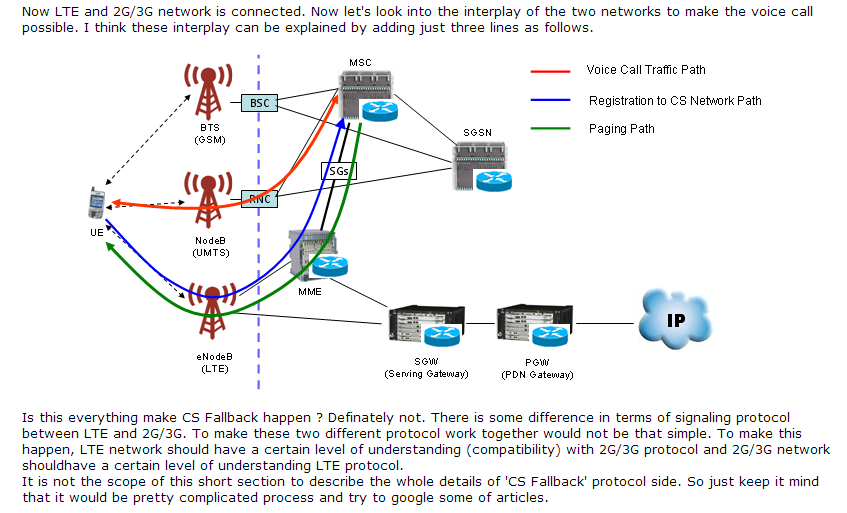 Now LTE and 2G/3G network is connected. Now let's look into the interplay of the two networks to make the voice call
possible. I think these interplay can be explained by adding just three lines as follows.
MSC
Voice Call Traffic Path
BSC
Registration to CS Network Path
BTS
(GSM)
SGSN
Paging Path
SGs
RNC
UE
NodeB
(UMTS)
MME
IP
eNodeB
(LTE)
SGW
(Serving Gateway)
PGW
(PDN Gateway)
Is this everything make CS Fallback happen ? Definately not. There is some difference in terms of signaling protocol
between LTE and 2G/3G. To make these two different protocol work together would not be that simple. To make this
happen, LTE network should have a certain level of understanding (compatibility) with 2G/3G protocol and 2G/3G network
shouldhave a certain level of understanding LTE protocol.
It is not the scope of this short section to describe the whole details of 'CS Fallback' protocol side. So just keep it mind
that it would be pretty complicated process and try to google some of articles.